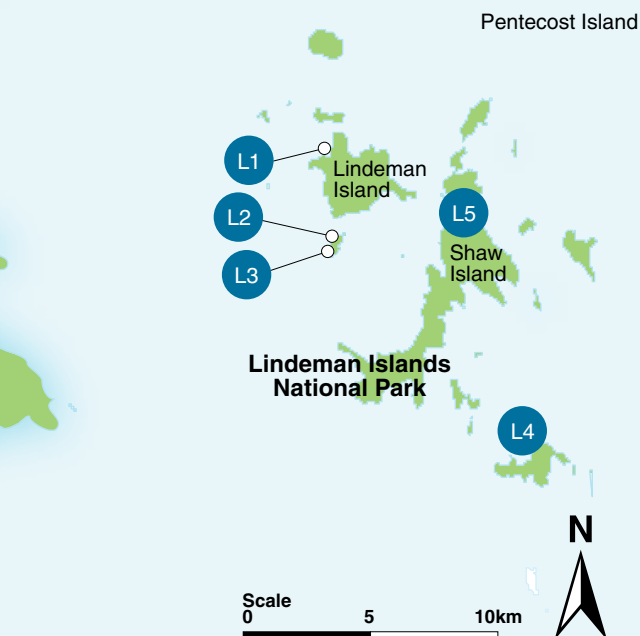 Pentecost Island
L1
Lindeman
Island
L2
L5
L3
Shaw
Island
Lindeman Islands
National Park
L4
N
Scale
0 5 10km